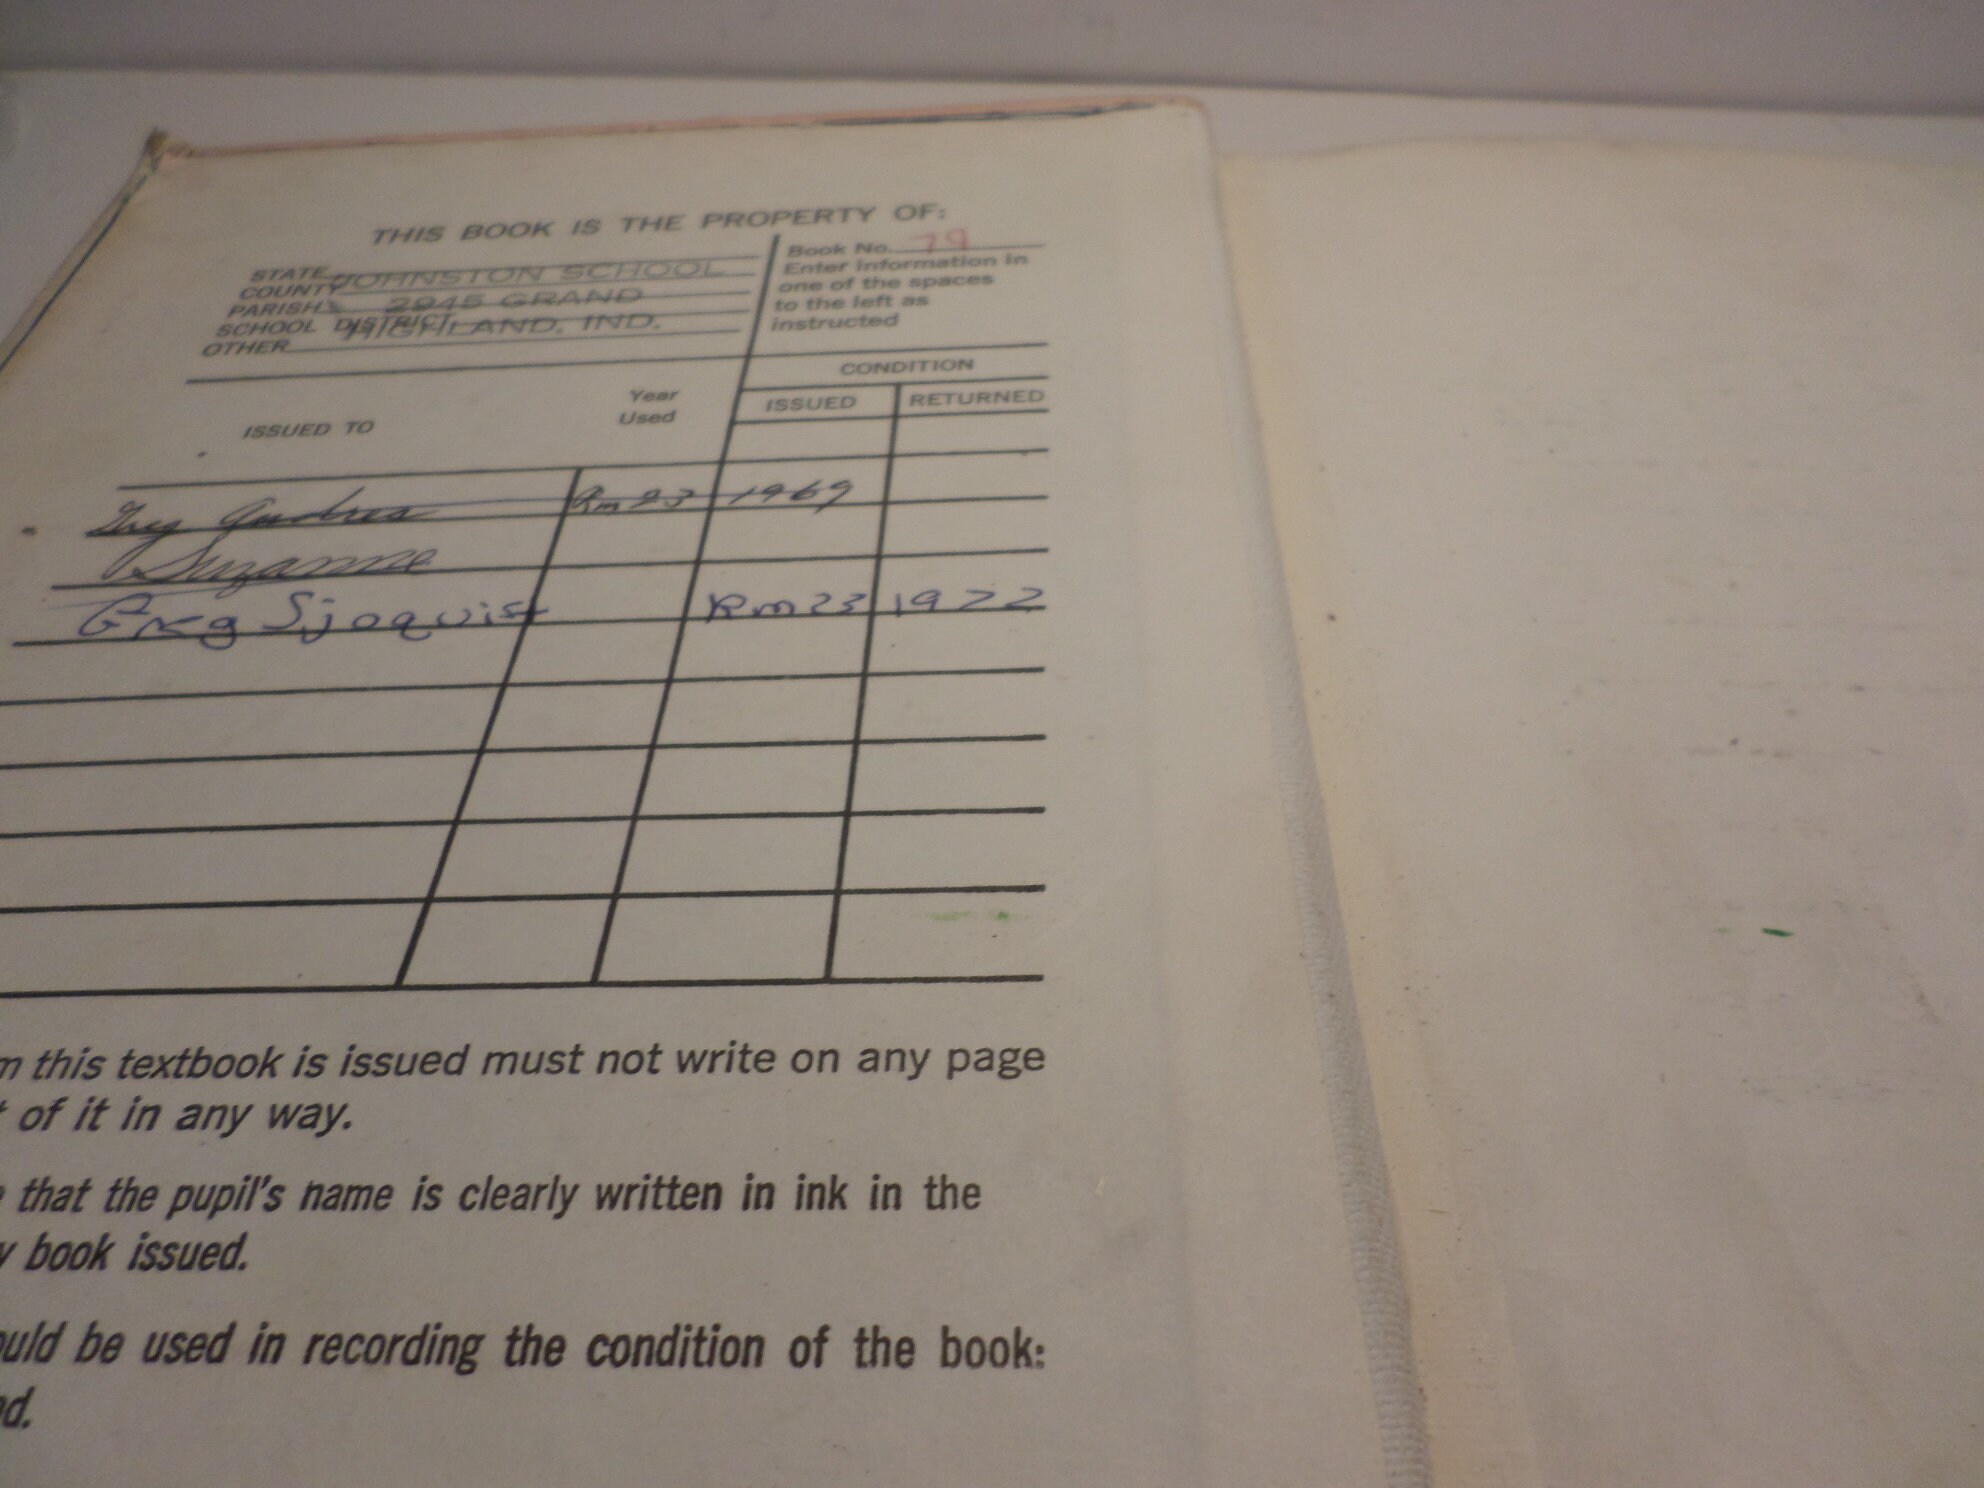 THIS BOOK IS THE PROPERTY OF:
STATE
COUNTY
PARISH
SCHOOL DISTRICT
OTHER
JOHNSTON SCHOOL
2945 GRAND
HIGHLAND, IND.
Book No. 79
Enter information in
one of the spaces
to the left as
instructed
ISSUED TO
Year
Used
CONDITION
ISSUED
RETURNED
Greg Andres Rm 23 1969
Suzanne
Greg Sjoquist Rm 23 1972
m this textbook is issued must not write on any page
t of it in any way.
e that the pupil's name is clearly written in ink in the
y book issued.
ould be used in recording the condition of the book:
od.